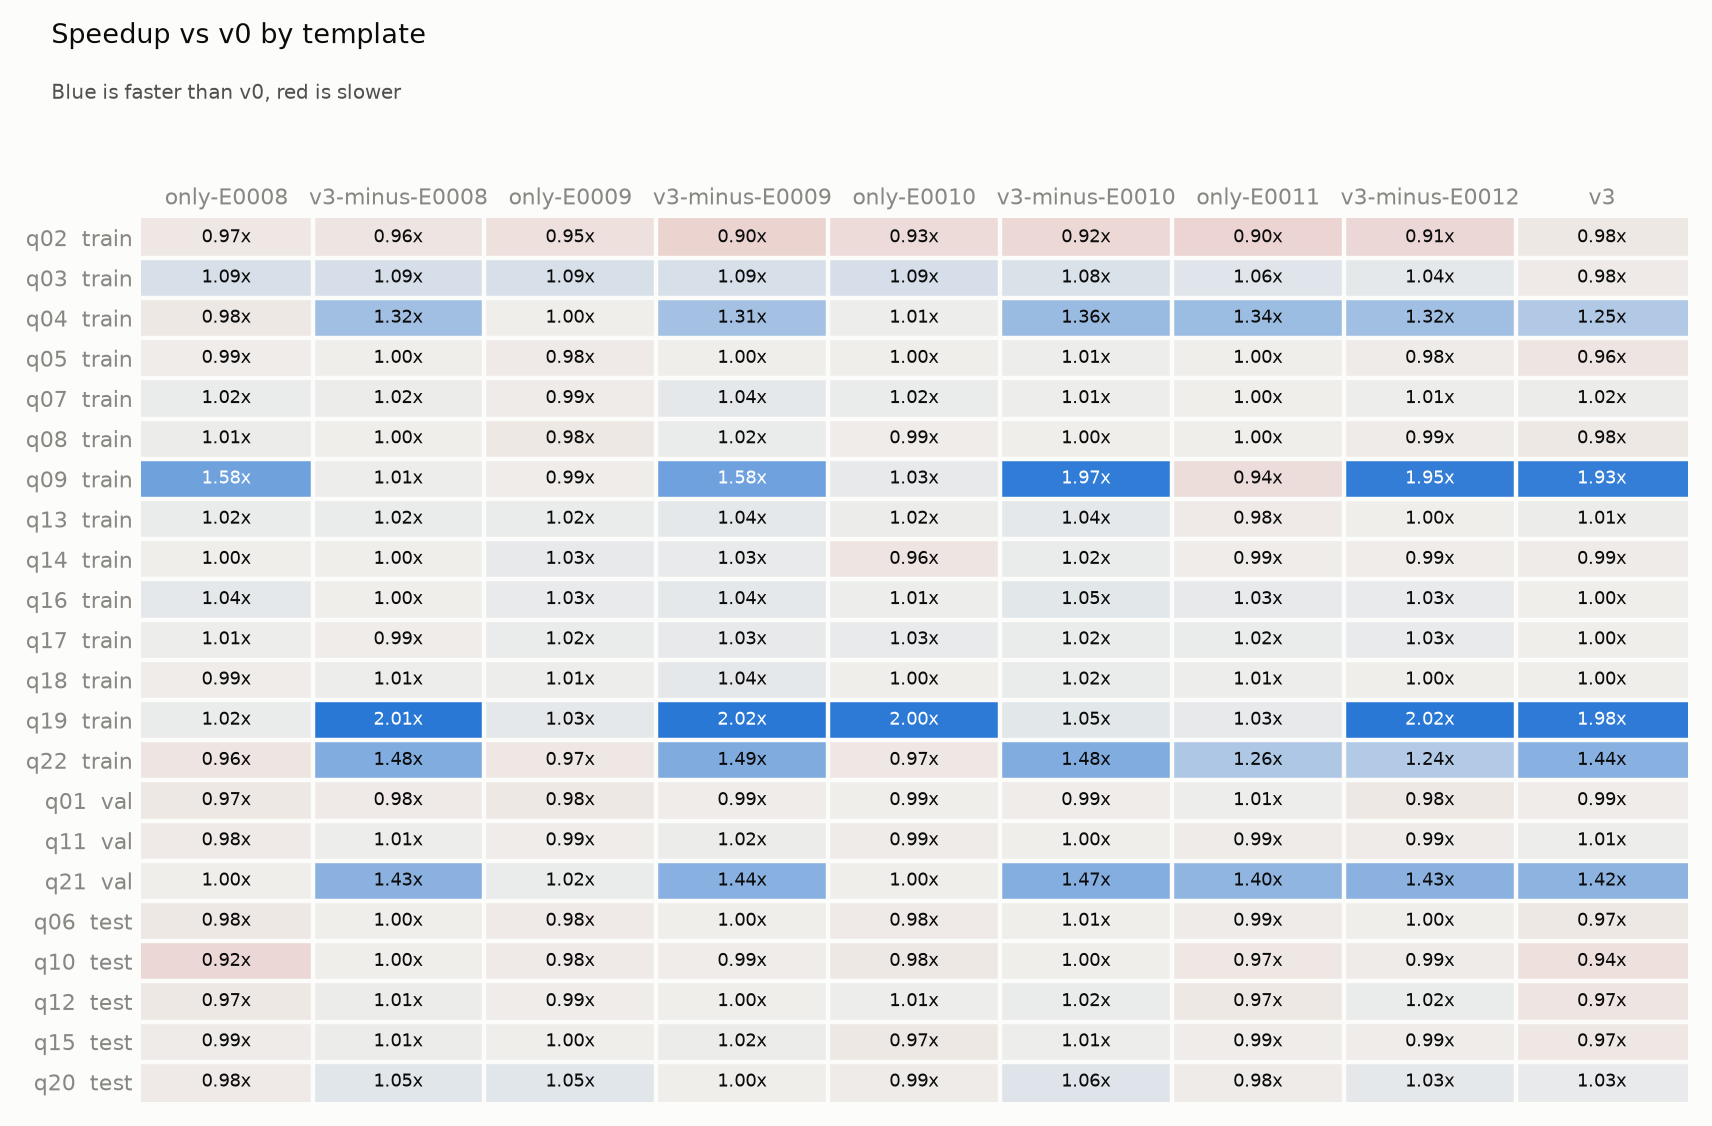 Speedup vs v0 by template
Blue is faster than v0, red is slower
only-E0008 v3-minus-E0008 only-E0009 v3-minus-E0009 only-E0010 v3-minus-E0010 only-E0011 v3-minus-E0012 v3
q02 train 0.97x 0.96x 0.95x 0.90x 0.93x 0.92x 0.90x 0.91x 0.98x
q03 train 1.09x 1.09x 1.09x 1.09x 1.09x 1.08x 1.06x 1.04x 0.98x
q04 train 0.98x 1.32x 1.00x 1.31x 1.01x 1.36x 1.34x 1.32x 1.25x
q05 train 0.99x 1.00x 0.98x 1.00x 1.00x 1.01x 1.00x 0.98x 0.96x
q07 train 1.02x 1.02x 0.99x 1.04x 1.02x 1.01x 1.00x 1.01x 1.02x
q08 train 1.01x 1.00x 0.98x 1.02x 0.99x 1.00x 1.00x 0.99x 0.98x
q09 train 1.58x 1.01x 0.99x 1.58x 1.03x 1.97x 0.94x 1.95x 1.93x
q13 train 1.02x 1.02x 1.02x 1.04x 1.02x 1.04x 0.98x 1.00x 1.01x
q14 train 1.00x 1.00x 1.03x 1.03x 0.96x 1.02x 0.99x 0.99x 0.99x
q16 train 1.04x 1.00x 1.03x 1.04x 1.01x 1.05x 1.03x 1.03x 1.00x
q17 train 1.01x 0.99x 1.02x 1.03x 1.03x 1.02x 1.02x 1.03x 1.00x
q18 train 0.99x 1.01x 1.01x 1.04x 1.00x 1.02x 1.01x 1.00x 1.00x
q19 train 1.02x 2.01x 1.03x 2.02x 2.00x 1.05x 1.03x 2.02x 1.98x
q22 train 0.96x 1.48x 0.97x 1.49x 0.97x 1.48x 1.26x 1.24x 1.44x
q01 val 0.97x 0.98x 0.98x 0.99x 0.99x 0.99x 1.01x 0.98x 0.99x
q11 val 0.98x 1.01x 0.99x 1.02x 0.99x 1.00x 0.99x 0.99x 1.01x
q21 val 1.00x 1.43x 1.02x 1.44x 1.00x 1.47x 1.40x 1.43x 1.42x
q06 test 0.98x 1.00x 0.98x 1.00x 0.98x 1.01x 0.99x 1.00x 0.97x
q10 test 0.92x 1.00x 0.98x 0.99x 0.98x 1.00x 0.97x 0.99x 0.94x
q12 test 0.97x 1.01x 0.99x 1.00x 1.01x 1.02x 0.97x 1.02x 0.97x
q15 test 0.99x 1.01x 1.00x 1.02x 0.97x 1.01x 0.99x 0.99x 0.97x
q20 test 0.98x 1.05x 1.05x 1.00x 0.99x 1.06x 0.98x 1.03x 1.03x